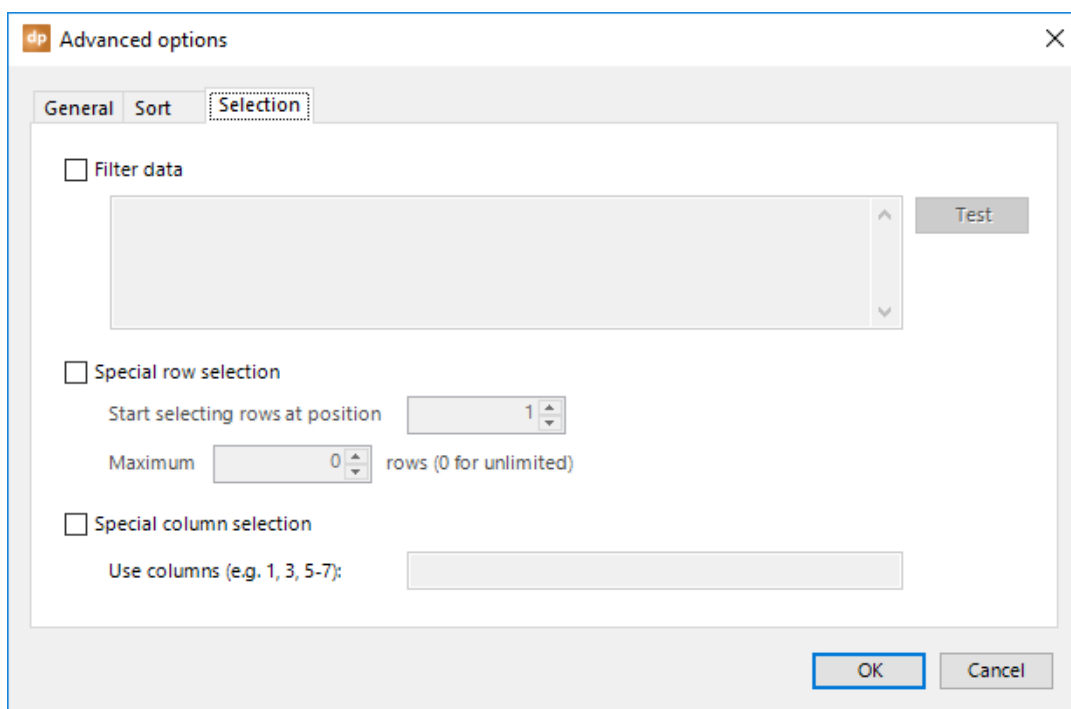 dp Advanced options
General Sort Selection
Filter data
Test
Special row selection
Start selecting rows at position 1
Maximum 0 rows (0 for unlimited)
Special column selection
Use columns (e.g. 1, 3, 5-7):
OK Cancel